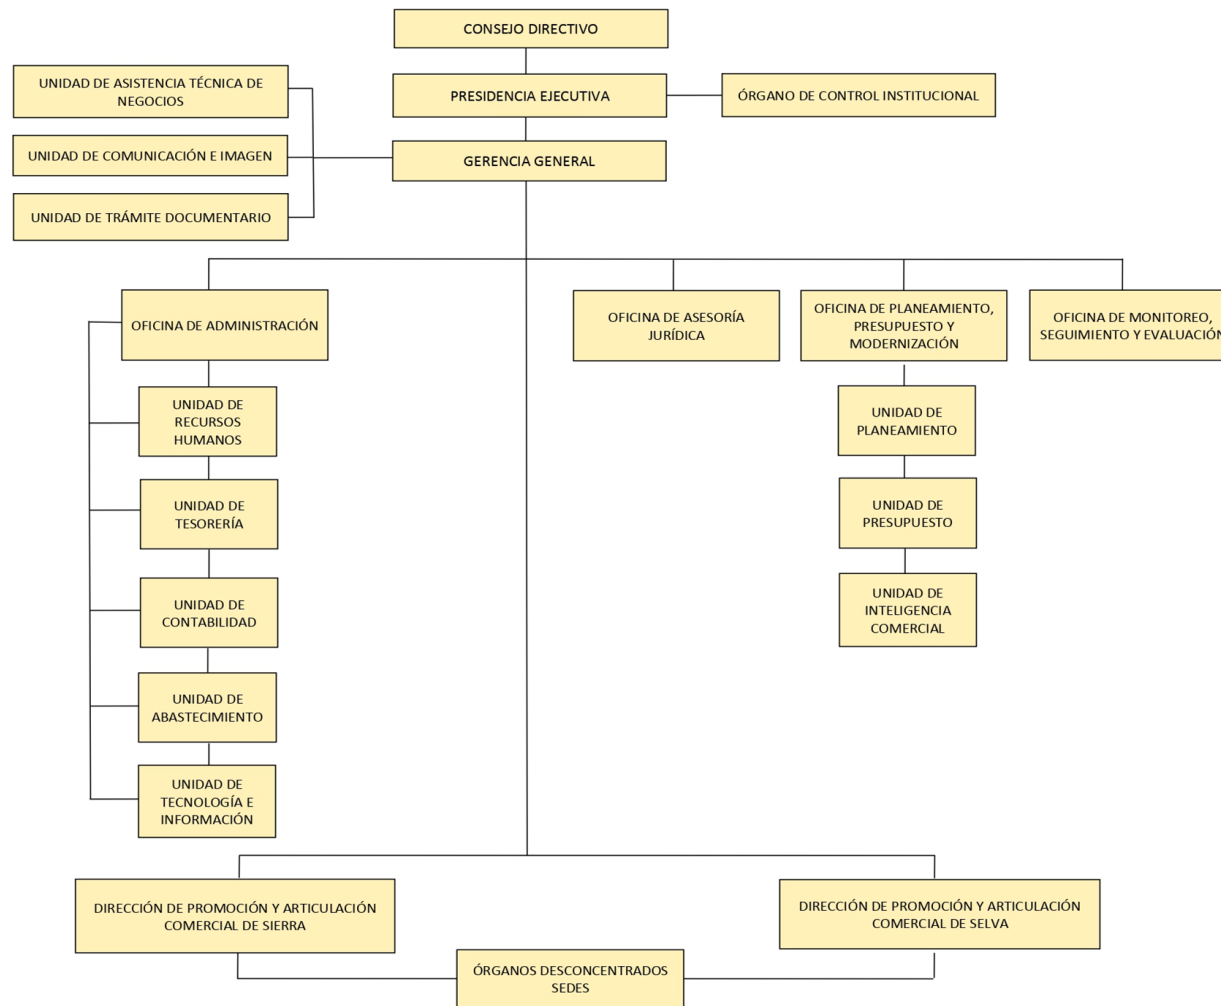 CONSEJO DIRECTIVO
UNIDAD DE ASISTENCIA TÉCNICA DE
NEGOCIOS
PRESIDENCIA EJECUTIVA
ÓRGANO DE CONTROL INSTITUCIONAL
UNIDAD DE COMUNICACIÓN E IMAGEN
GERENCIA GENERAL
UNIDAD DE TRÁMITE DOCUMENTARIO
OFICINA DE ADMINISTRACIÓN
OFICINA DE ASESORÍA
JURÍDICA
OFICINA DE PLANEAMIENTO,
PRESUPUESTO Y
MODERNIZACIÓN
OFICINA DE MONITOREO,
SEGUIMIENTO Y EVALUACIÓN
UNIDAD DE
RECURSOS
HUMANOS
UNIDAD DE
TESORERÍA
UNIDAD DE
CONTABILIDAD
UNIDAD DE
ABASTECIMIENTO
UNIDAD DE
TECNOLOGÍA E
INFORMACIÓN
UNIDAD DE
PLANEAMIENTO
UNIDAD DE
PRESUPUESTO
UNIDAD DE
INTELIGENCIA
COMERCIAL
DIRECCIÓN DE PROMOCIÓN Y ARTICULACIÓN
COMERCIAL DE SIERRA
DIRECCIÓN DE PROMOCIÓN Y ARTICULACIÓN
COMERCIAL DE SELVA
ÓRGANOS DESCONCENTRADOS
SEDES